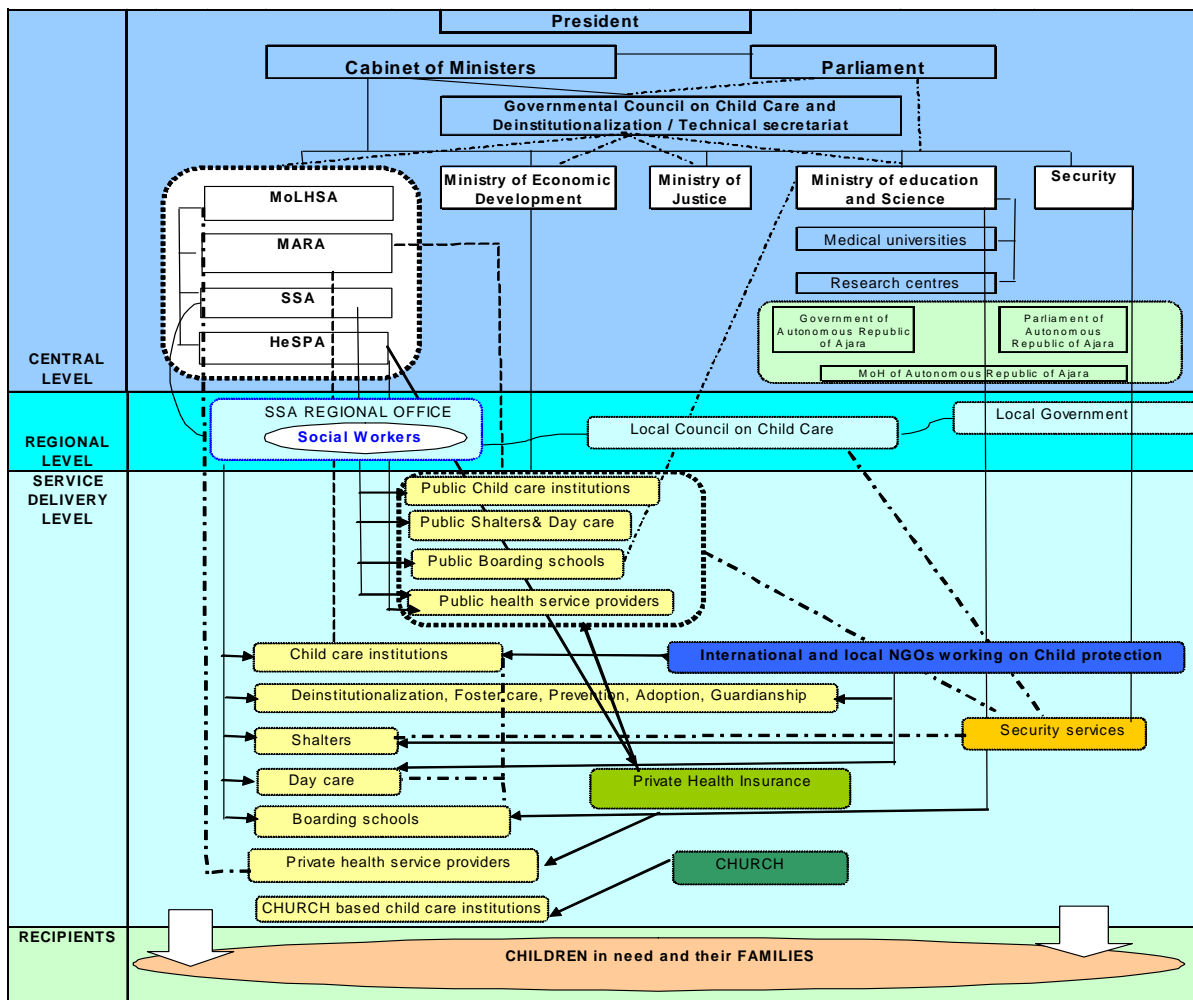 President
Cabinet of Ministers
Parliament
Governmental Council on Child Care and
Deinstitutionalization / Technical secretariat
MoLHSA
MARA
SSA
HeSPA
Ministry of Economic
Development
Ministry of
Justice
Ministry of education
and Science
Security
Medical universities
Research centres
Government of
Autonomous Republic
of Ajara
Parliament of
Autonomous
Republic of Ajara
MoH of Autonomous Republic of Ajara
CENTRAL
LEVEL
SSA REGIONAL OFFICE
Social Workers
Local Council on Child Care
Local Government
REGIONAL
LEVEL
SERVICE
DELIVERY
LEVEL
Public Child care institutions
Public Shalters& Day care
Public Boarding schools
Public health service providers
Child care institutions
International and local NGOs working on Child protection
Deinstitutionalization, Foster care, Prevention, Adoption, Guardianship
Shalters
Security services
Day care
Private Health Insurance
Boarding schools
Private health service providers
CHURCH
CHURCH based child care institutions
RECIPIENTS
CHILDREN in need and their FAMILIES